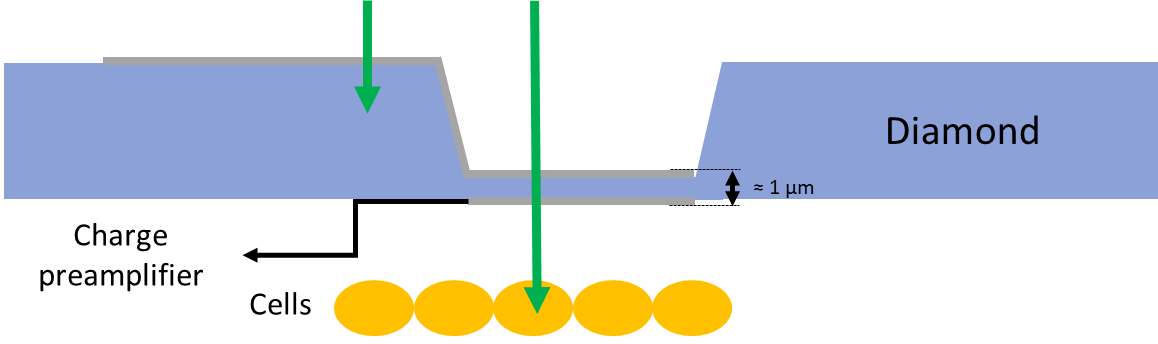 Diamond
≈ 1 µm
Charge
preamplifier
Cells